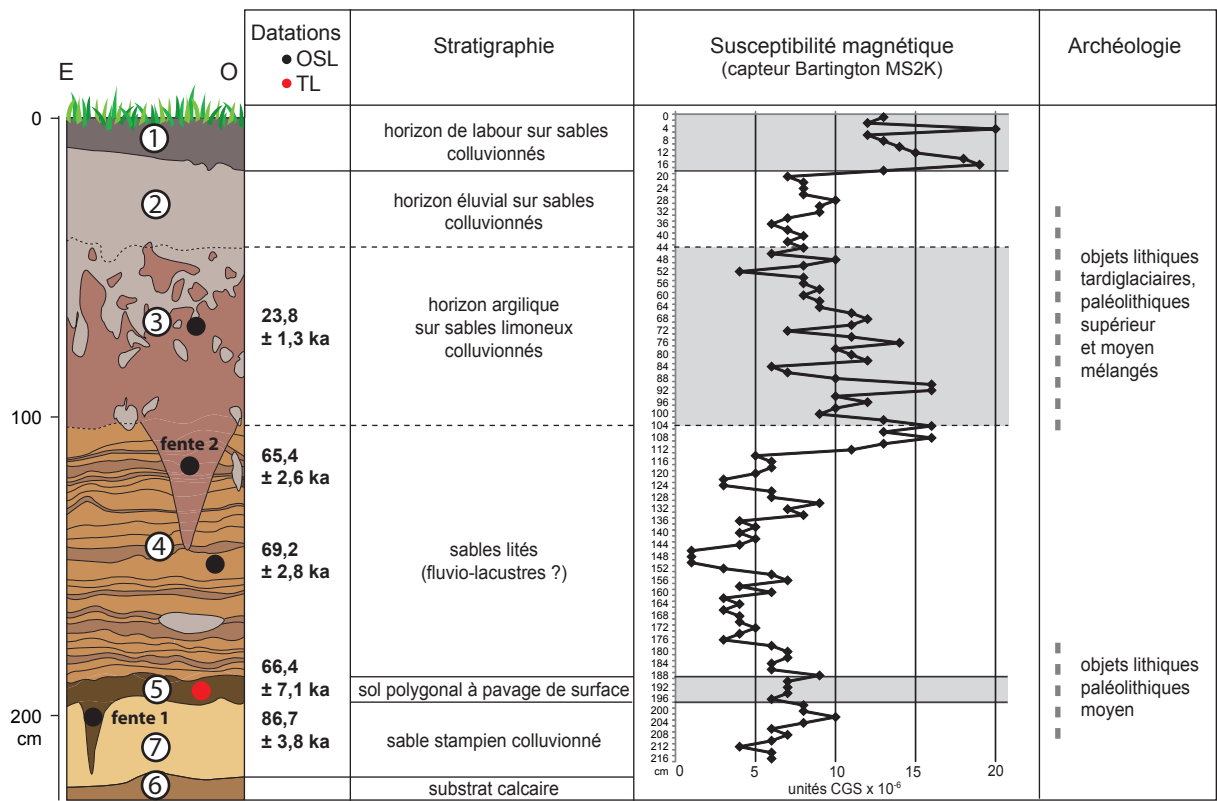 E
O
Datations
OSL
TL
Stratigraphie
Susceptibilité magnétique
(capteur Bartington MS2K)
Archéologie
0
100
200
cm
1
2
3
fente 2
4
5
fente 1
7
6
23,8
± 1,3 ka
65,4
± 2,6 ka
69,2
± 2,8 ka
66,4
± 7,1 ka
86,7
± 3,8 ka
horizon de labour sur sables
colluvionnés
horizon éluvial sur sables
colluvionnés
horizon argilique
sur sables limoneux
colluvionnés
sables lités
(fluvio-lacustres ?)
sol polygonal à pavage de surface
sable stampien colluvionné
substrat calcaire
0
4
8
12
16
20
24
28
32
36
40
44
48
52
56
60
64
68
72
76
80
84
88
92
96
100
104
108
112
116
120
124
128
132
136
140
144
148
152
156
160
164
168
172
176
180
184
188
192
196
200
204
208
212
216
cm
0
5
10
15
20
unités CGS x 10⁻⁶
objets lithiques
tardiglaciaires,
paléolithiques
supérieur
et moyen
mélangés
objets lithiques
paléolithiques
moyen